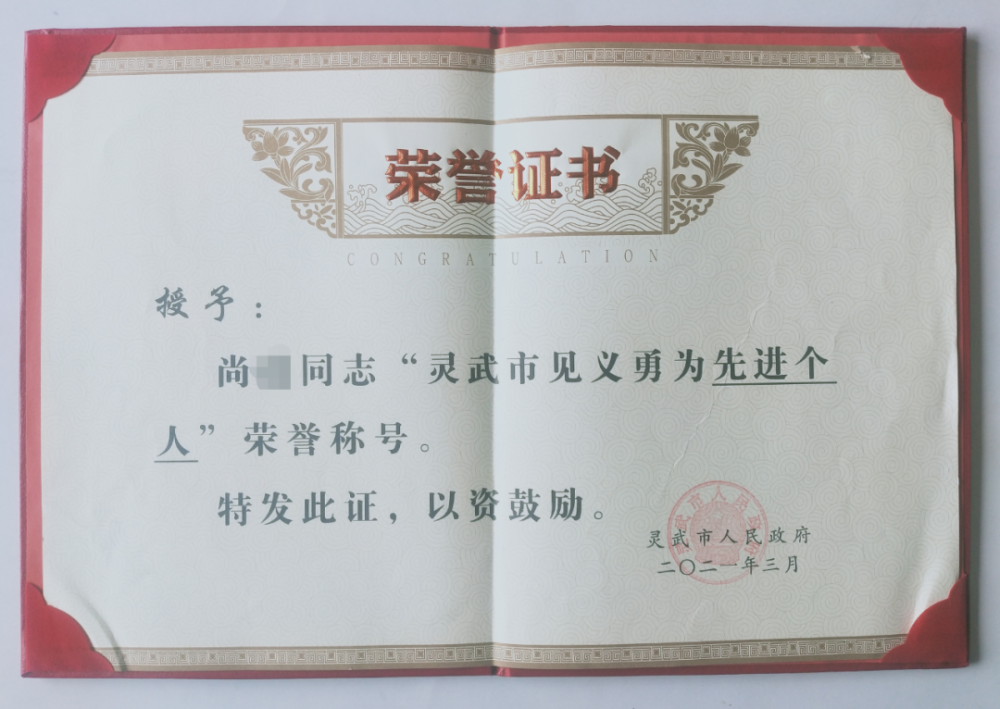 荣誉证书
CONGRATULATION
授予：
尚同志“灵武市见义勇为先进个
人”荣誉称号。
特发此证，以资鼓励。
灵武市人民政府
二〇二一年三月